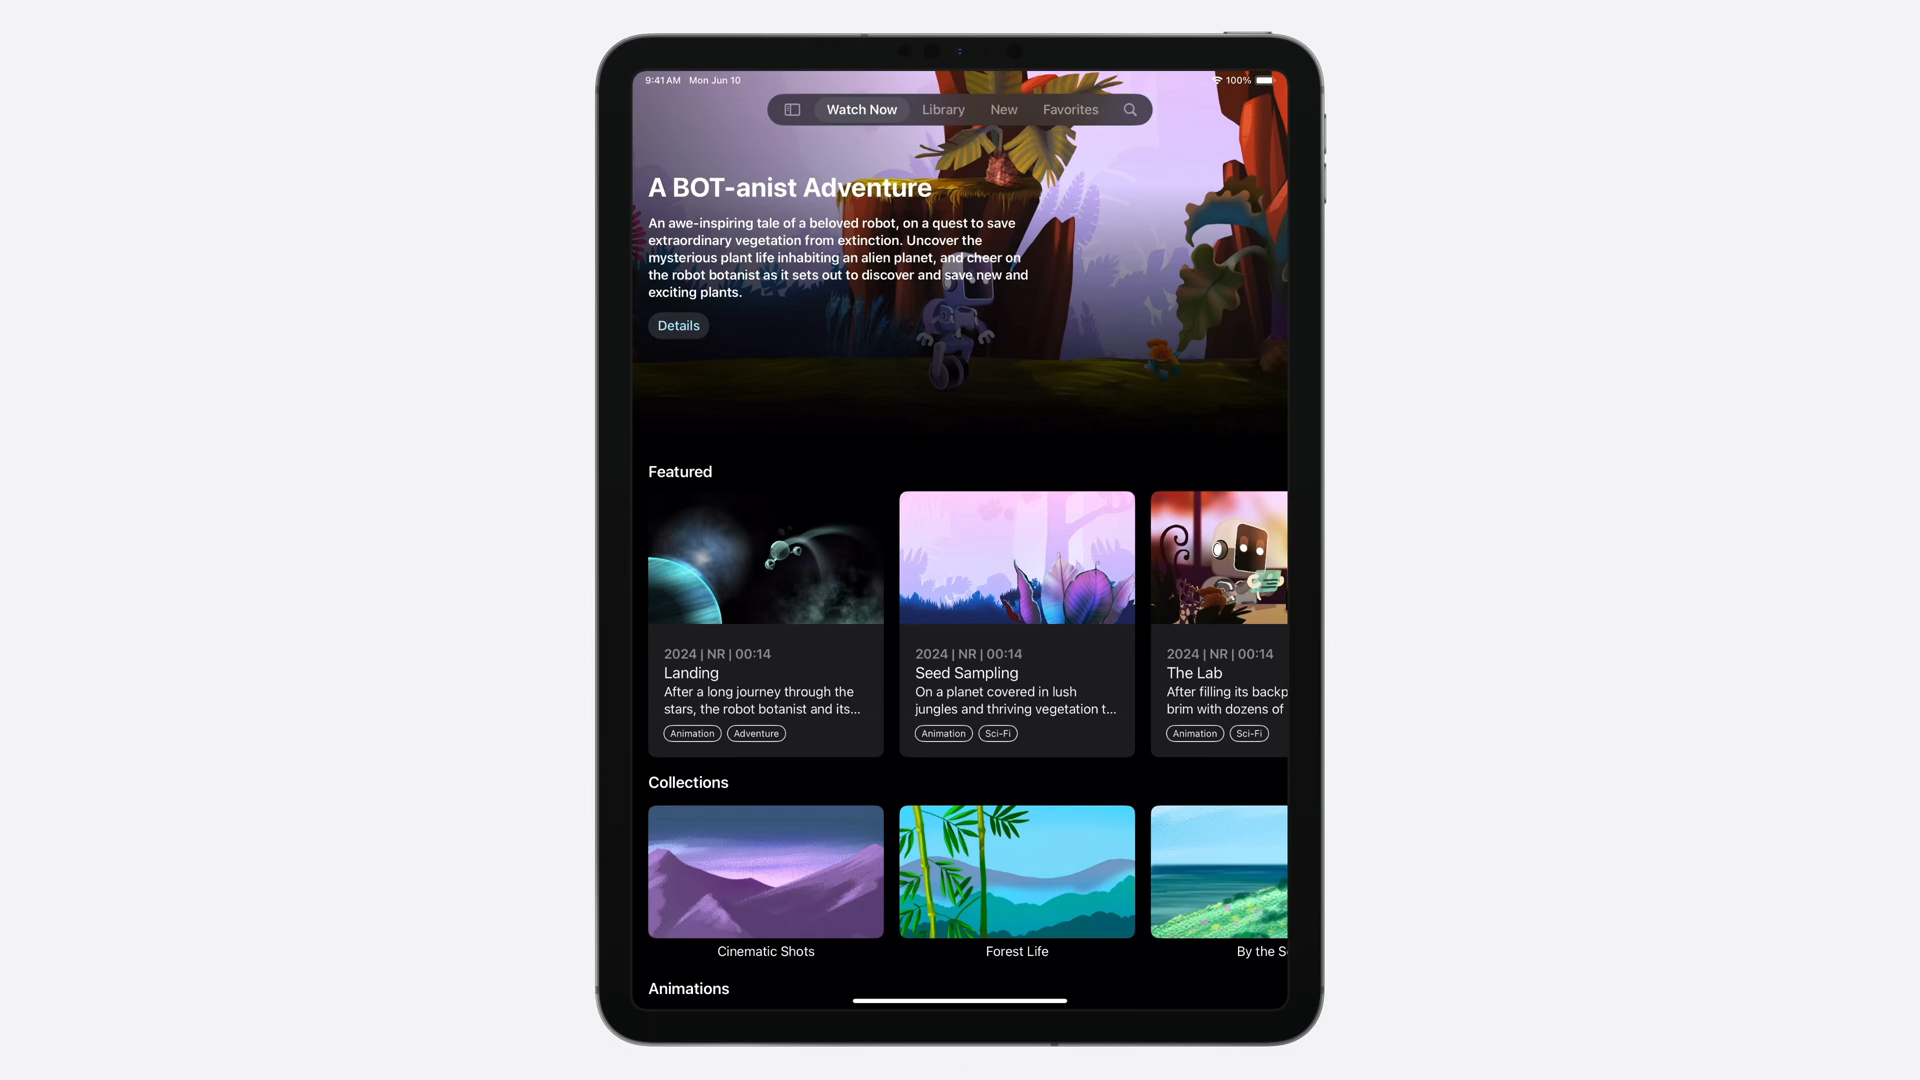 9:41 AM Mon Jun 10
100%
Watch Now Library New Favorites
A BOT-anist Adventure
An awe-inspiring tale of a beloved robot, on a quest to save
extraordinary vegetation from extinction. Uncover the
mysterious plant life inhabiting an alien planet, and cheer on
the robot botanist as it sets out to discover and save new and
exciting plants.
Details
Featured
2024 | NR | 00:14
Landing
After a long journey through the
stars, the robot botanist and its...
Animation Adventure
2024 | NR | 00:14
Seed Sampling
On a planet covered in lush
jungles and thriving vegetation t...
Animation Sci-Fi
2024 | NR | 00:14
The Lab
After filling its backp
brim with dozens of
Animation Sci-Fi
Collections
Cinematic Shots
Forest Life
By the S
Animations